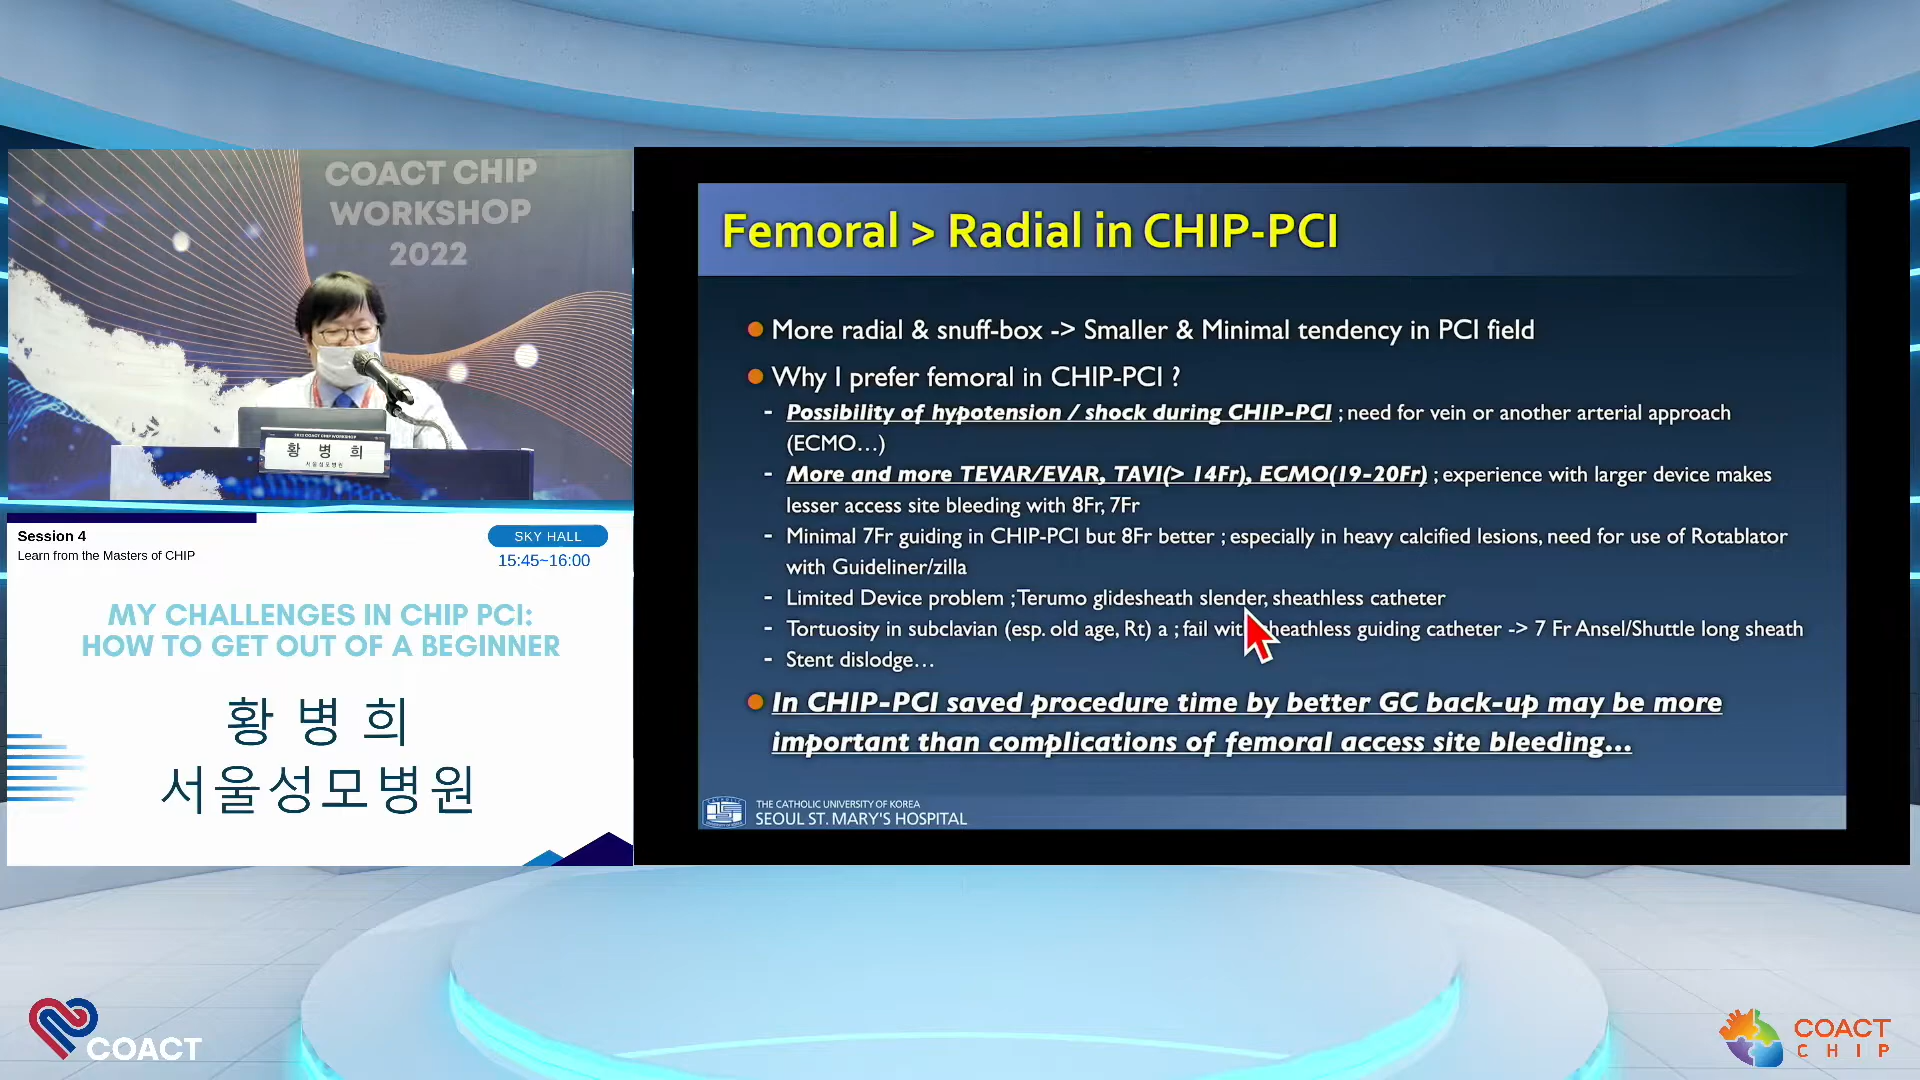 COACT CHIP
WORKSHOP
2022
황 병 희
서울성모병원
Session 4
Learn from the Masters of CHIP
SKY HALL
15:45~16:00
MY CHALLENGES IN CHIP PCI:
HOW TO GET OUT OF A BEGINNER
황 병 희
서울성모병원
Femoral > Radial in CHIP-PCI
More radial & snuff-box -> Smaller & Minimal tendency in PCI field
Why I prefer femoral in CHIP-PCI ?
- Possibility of hypotension / shock during CHIP-PCI ; need for vein or another arterial approach
(ECMO…)
- More and more TEVAR/EVAR, TAVI(> 14Fr), ECMO(19-20Fr) ; experience with larger device makes
lesser access site bleeding with 8Fr, 7Fr
- Minimal 7Fr guiding in CHIP-PCI but 8Fr better ; especially in heavy calcified lesions, need for use of Rotablator
with Guideliner/zilla
- Limited Device problem ; Terumo glidesheath slender, sheathless catheter
- Tortuosity in subclavian (esp. old age, Rt) a ; fail with sheathless guiding catheter -> 7 Fr Ansel/Shuttle long sheath
- Stent dislodge…
In CHIP-PCI saved procedure time by better GC back-up may be more
important than complications of femoral access site bleeding…
THE CATHOLIC UNIVERSITY OF KOREA
SEOUL ST. MARY'S HOSPITAL
COACT
COACT
CHIP